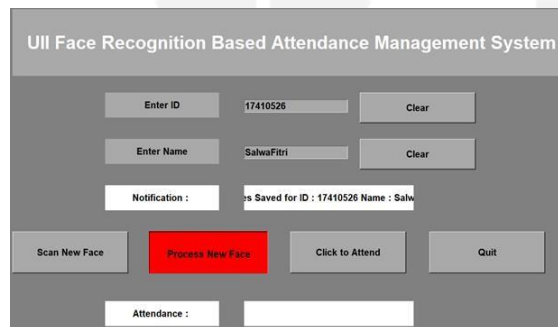 UII Face Recognition Based Attendance Management System
Enter ID 17410526 Clear
Enter Name SalwaFitri Clear
Notification : es Saved for ID : 17410526 Name : Salw
Scan New Face Process New Face Click to Attend Quit
Attendance :